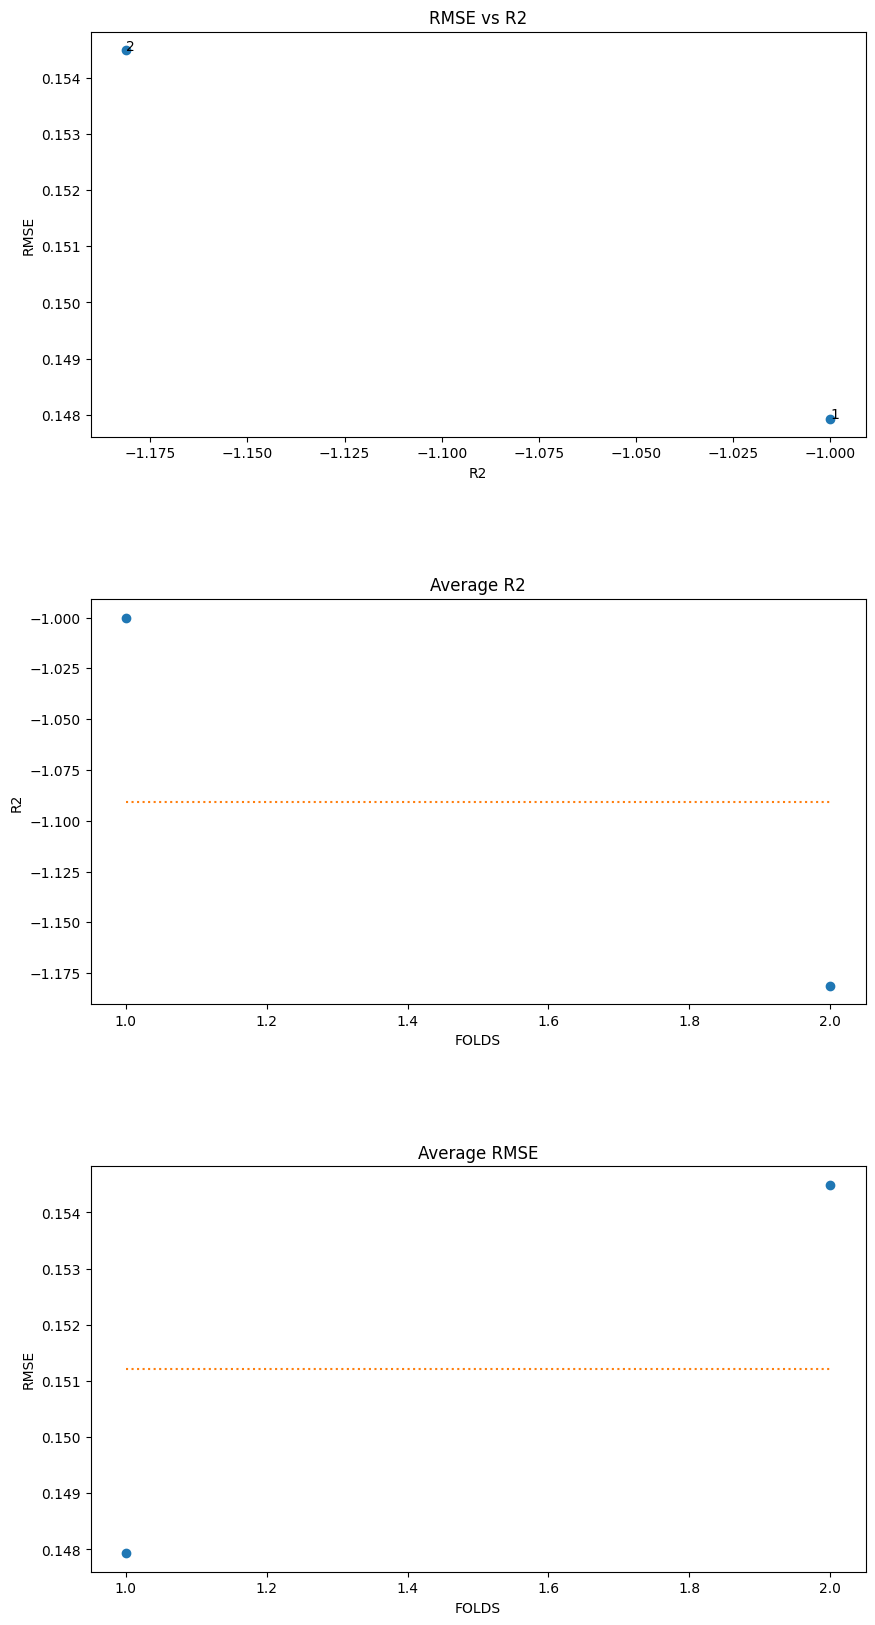 RMSE vs R2
2
0.154
0.153
0.152
0.151
0.150
0.149
0.148
RMSE
1
−1.175 −1.150 −1.125 −1.100 −1.075 −1.050 −1.025 −1.000
R2
Average R2
−1.000
−1.025
−1.050
−1.075
−1.100
−1.125
−1.150
−1.175
R2
1.0 1.2 1.4 1.6 1.8 2.0
FOLDS
Average RMSE
0.154
0.153
0.152
0.151
0.150
0.149
0.148
RMSE
1.0 1.2 1.4 1.6 1.8 2.0
FOLDS